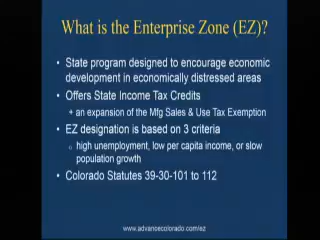 What is the Enterprise Zone (EZ)?
• State program designed to encourage economic
development in economically distressed areas
• Offers State Income Tax Credits
+ an expansion of the Mfg Sales & Use Tax Exemption
• EZ designation is based on 3 criteria
o high unemployment, low per capita income, or slow
population growth
• Colorado Statutes 39-30-101 to 112
www.advancecolorado.com/ez